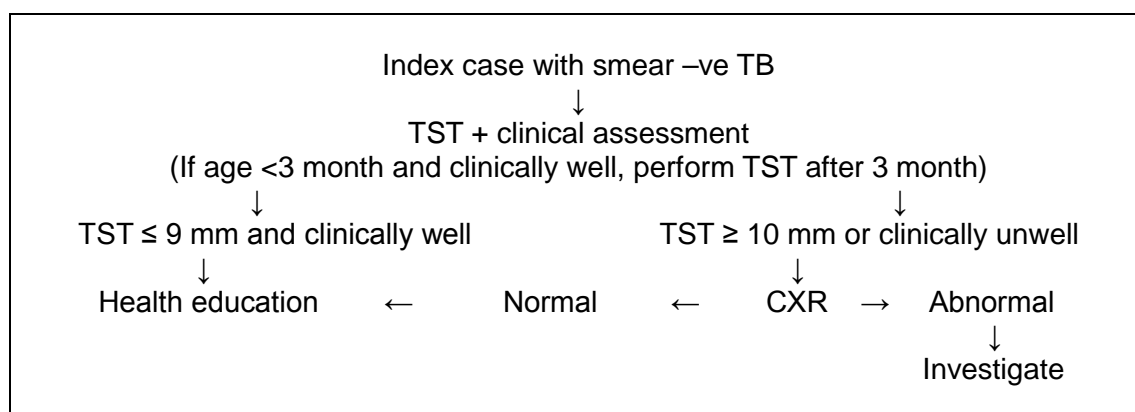 Index case with smear –ve TB
↓
TST + clinical assessment
(If age <3 month and clinically well, perform TST after 3 month)
↓ ↓
TST ≤ 9 mm and clinically well TST ≥ 10 mm or clinically unwell
↓ ↓
Health education ← Normal ← CXR → Abnormal
↓
Investigate